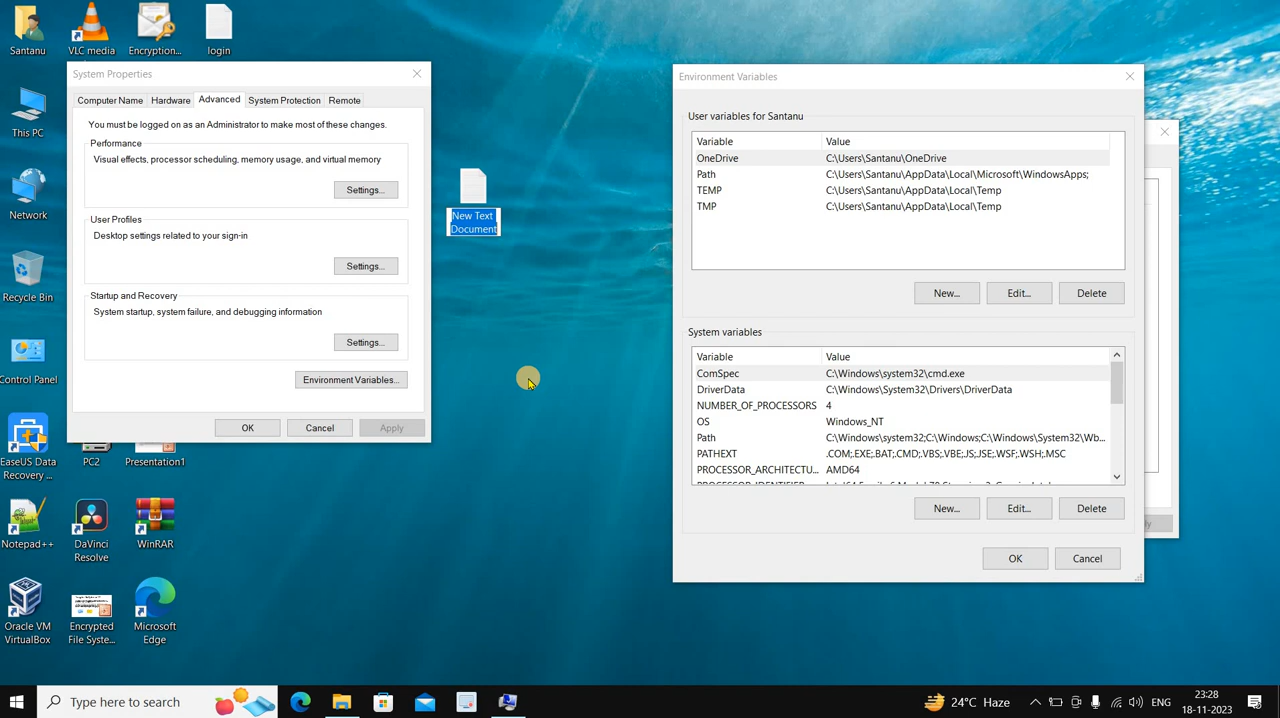 Santanu
VLC media
Encryption...
login
This PC
Network
Recycle Bin
Control Panel
EaseUS Data
Recovery ...
PC2
Presentation1
Notepad++
DaVinci
Resolve
WinRAR
Oracle VM
VirtualBox
Encrypted
File Syste...
Microsoft
Edge
System Properties
Computer Name
Hardware
Advanced
System Protection
Remote
You must be logged on as an Administrator to make most of these changes.
Performance
Visual effects, processor scheduling, memory usage, and virtual memory
Settings...
User Profiles
Desktop settings related to your sign-in
Settings...
Startup and Recovery
System startup, system failure, and debugging information
Settings...
Environment Variables...
OK
Cancel
Apply
New Text
Document
Environment Variables
User variables for Santanu
Variable Value
OneDrive C:\Users\Santanu\OneDrive
Path C:\Users\Santanu\AppData\Local\Microsoft\WindowsApps;
TEMP C:\Users\Santanu\AppData\Local\Temp
TMP C:\Users\Santanu\AppData\Local\Temp
New... Edit... Delete
System variables
Variable Value
ComSpec C:\Windows\system32\cmd.exe
DriverData C:\Windows\System32\Drivers\DriverData
NUMBER_OF_PROCESSORS 4
OS Windows_NT
Path C:\Windows\system;C:\Windows;C:\Windows\System32\Wb...
PATHEXT .COM;.EXE;.BAT;.CMD;.VBS;.VBE;.JS;.JSE;.WSF;.WSH;.MSC
PROCESSOR_ARCHITECTU... AMD64
New... Edit... Delete
OK Cancel
Type here to search
24°C Haze
ENG
23:28
18-11-2023